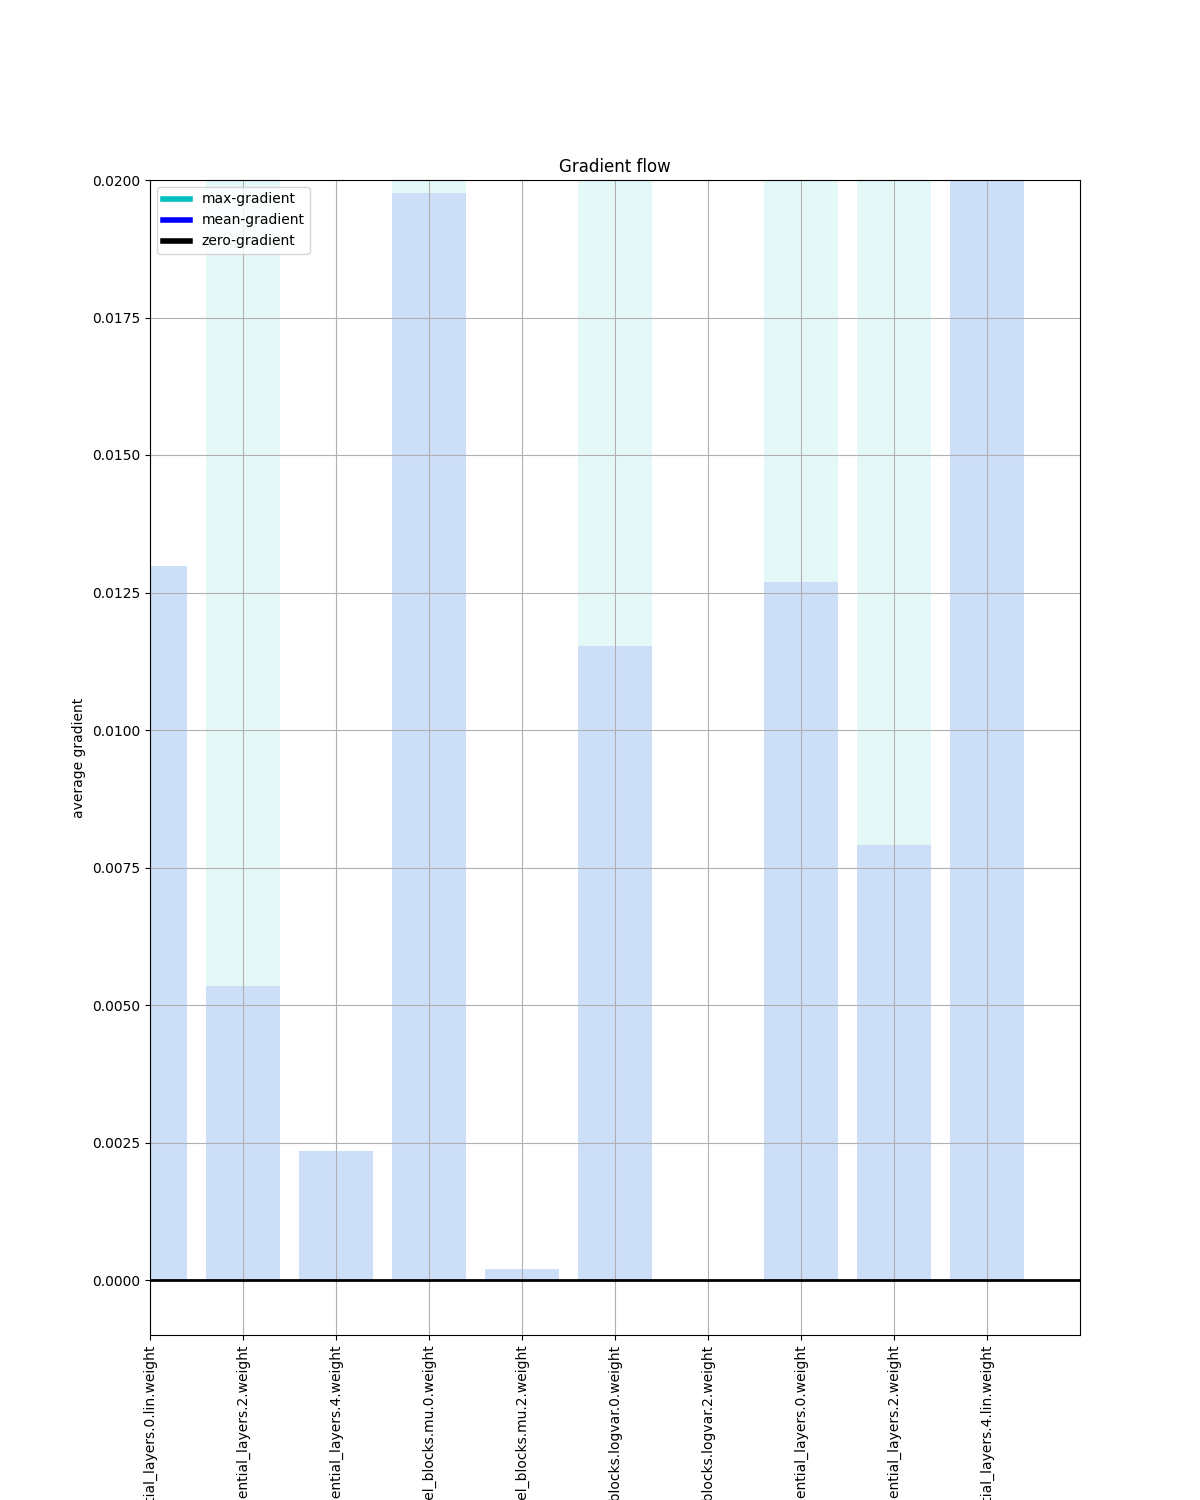 Gradient flow
max-gradient
mean-gradient
zero-gradient
0.0200
0.0175
0.0150
0.0125
0.0100
0.0075
0.0050
0.0025
0.0000
average gradient
tial_layers.0.lin.weight
ential_layers.2.weight
ential_layers.4.weight
el_blocks.mu.0.weight
el_blocks.mu.2.weight
blocks.logvar.0.weight
blocks.logvar.2.weight
ential_layers.0.weight
ential_layers.2.weight
tial_layers.4.lin.weight